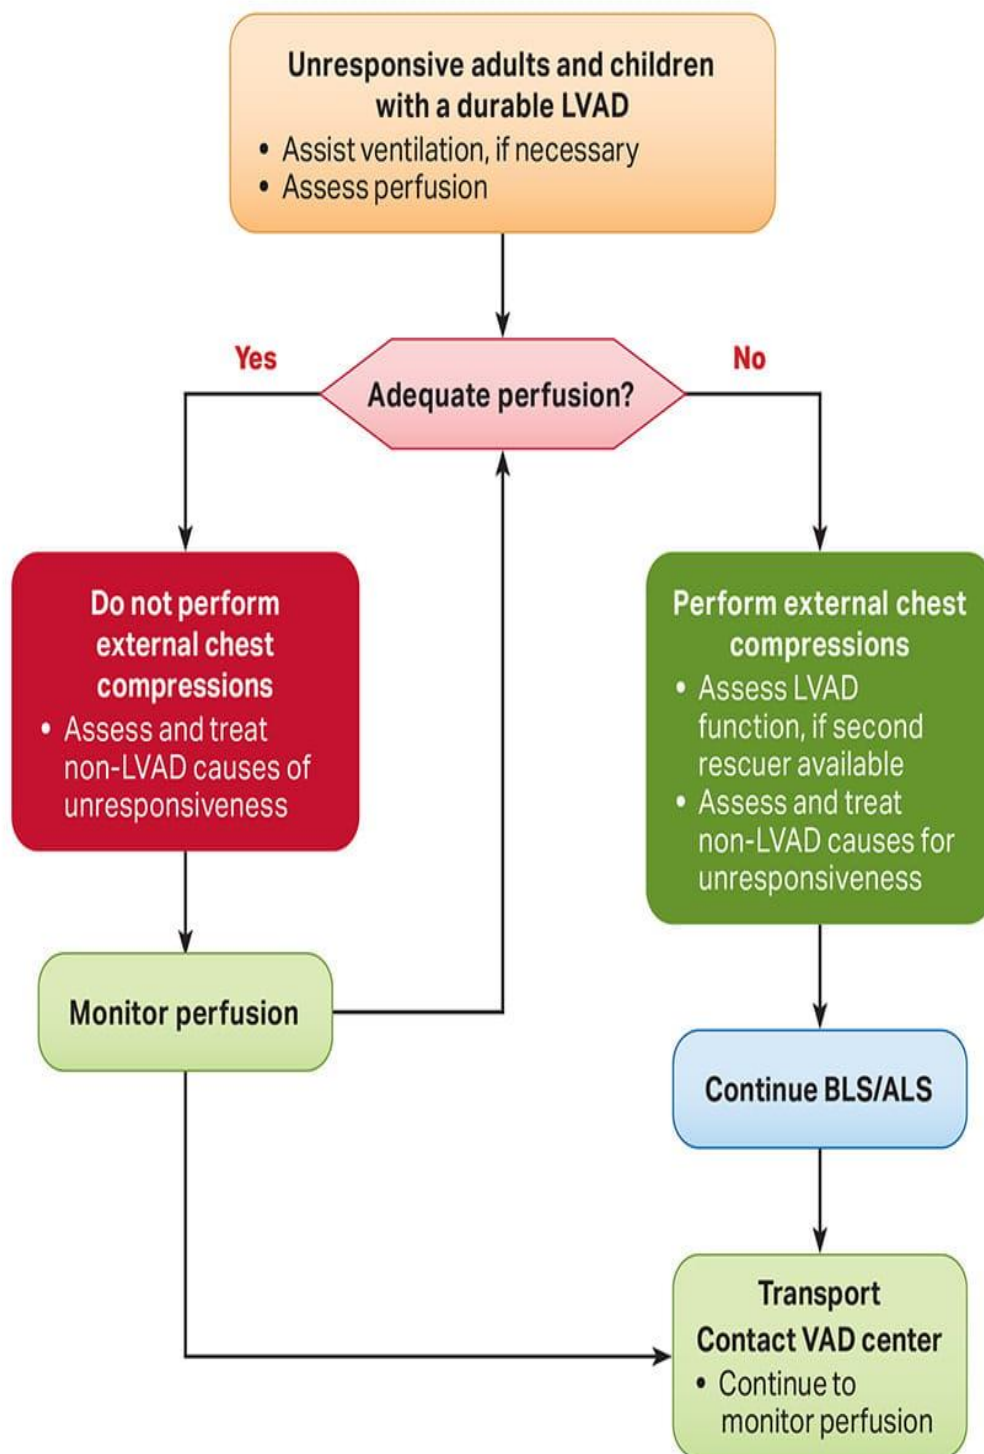 Unresponsive adults and children
with a durable LVAD
• Assist ventilation, if necessary
• Assess perfusion
Yes
No
Adequate perfusion?
Do not perform
external chest
compressions
• Assess and treat
non-LVAD causes of
unresponsiveness
Perform external chest
compressions
• Assess LVAD
function, if second
rescuer available
• Assess and treat
non-LVAD causes for
unresponsiveness
Monitor perfusion
Continue BLS/ALS
Transport
Contact VAD center
• Continue to
monitor perfusion